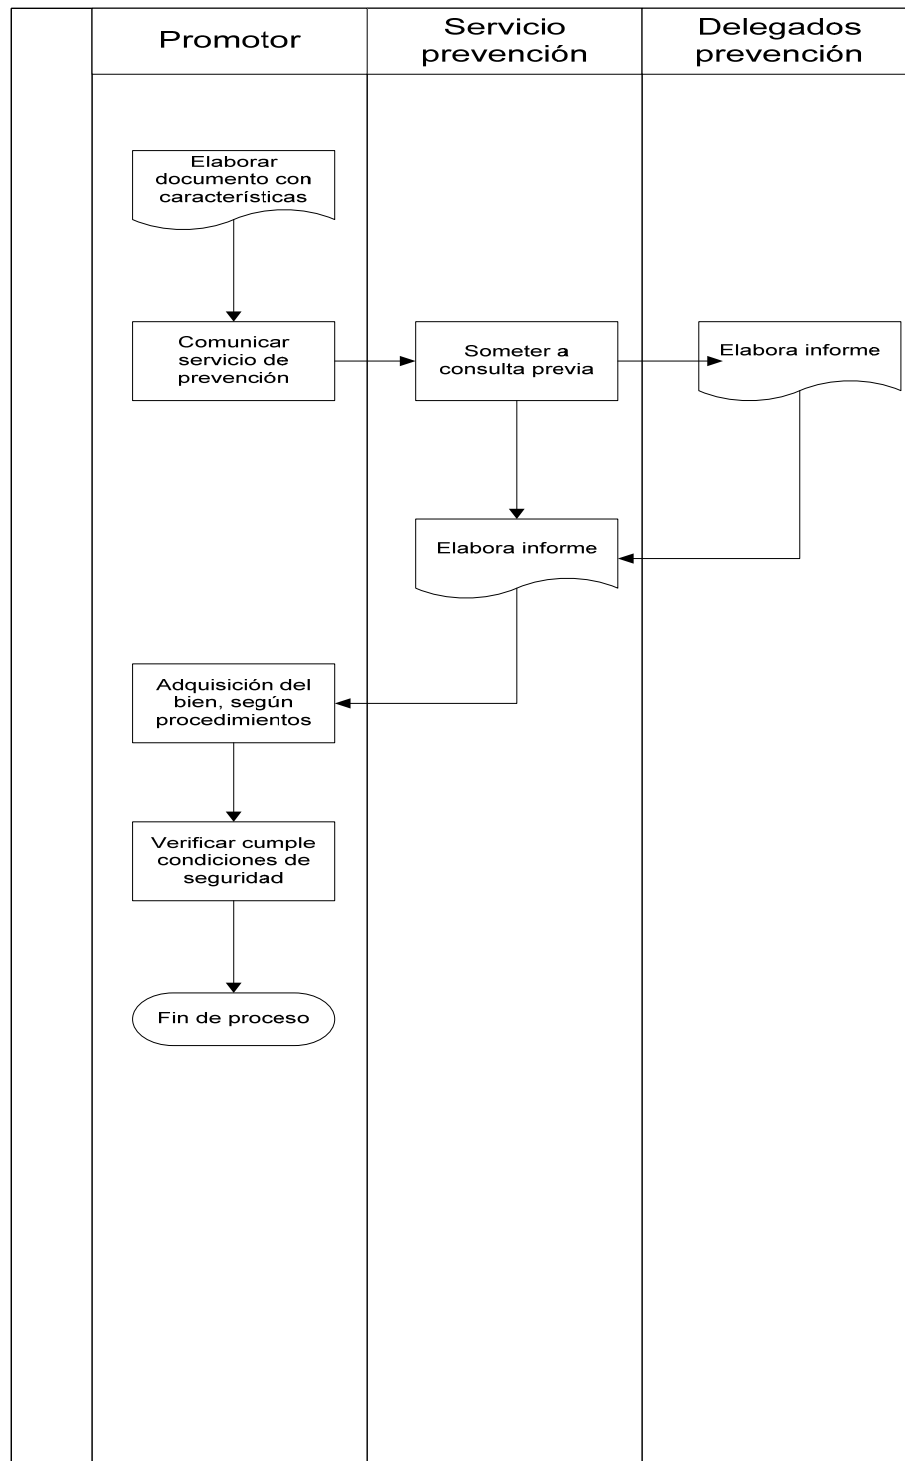 Promotor
Servicio
prevención
Delegados
prevención
Elaborar
documento con
características
Comunicar
servicio de
prevención
Someter a
consulta previa
Elabora informe
Elabora informe
Adquisición del
bien, según
procedimientos
Verificar cumple
condiciones de
seguridad
Fin de proceso